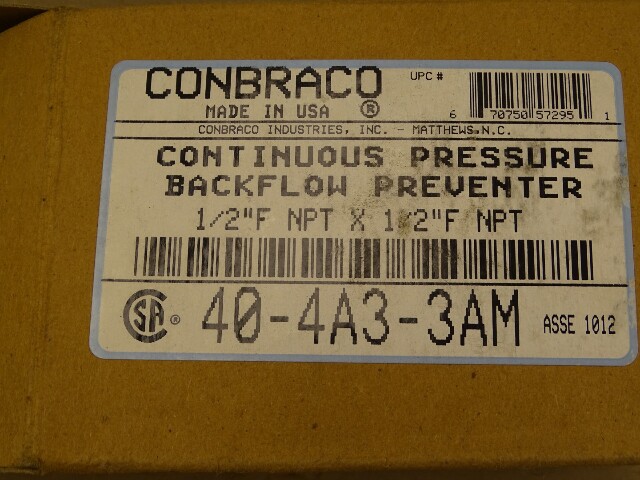 CONBRACO
UPC #
MADE IN USA ®
6 70750 57295 1
CONBRACO INDUSTRIES, INC. - MATTHEWS, N.C.
CONTINUOUS PRESSURE
BACKFLOW PREVENTER
1/2"F NPT X 1/2"F NPT
CSA ® 40-4A3-3AM ASSE 1012